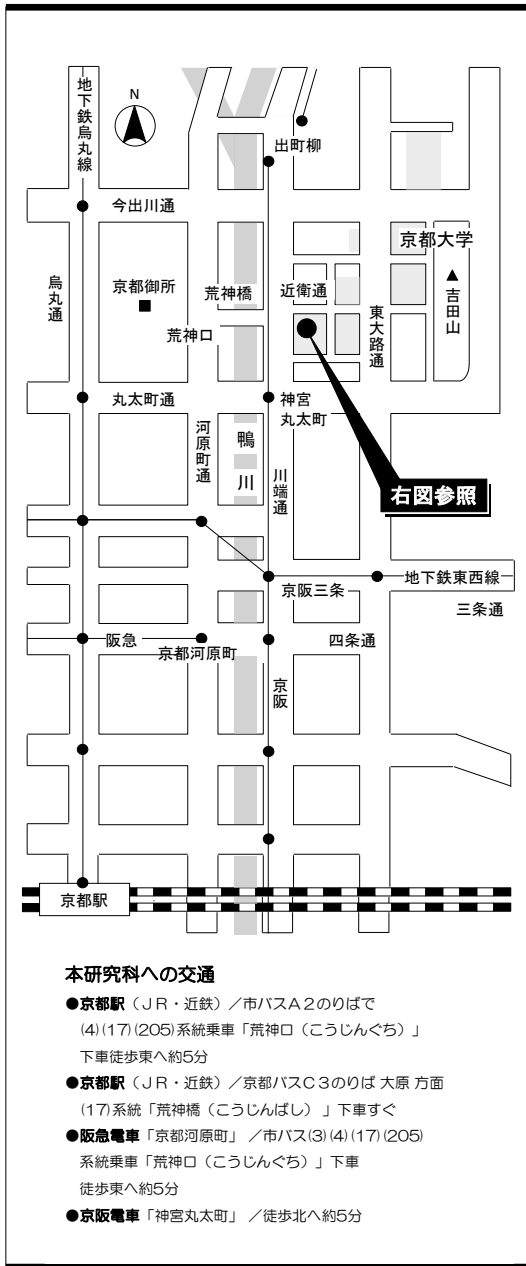 地下鉄烏丸線
N
出町柳
今出川通
京都大学
烏丸通
京都御所
荒神橋
近衛通
吉田山
荒神口
東大路通
丸太町通
神宮
丸太町
河原町通
鴨川
川端通
右図参照
京阪三条
地下鉄東西線
三条通
阪急
京都河原町
四条通
京阪
京都駅
本研究科への交通
●京都駅（ＪＲ・近鉄）／市バスＡ２のりばで
(4)(17)(205)系統乗車「荒神口（こうじんぐち）」
下車徒歩東へ約5分
●京都駅（ＪＲ・近鉄）／京都バスＣ３のりば 大原 方面
(17)系統「荒神橋（こうじんばし） 」下車すぐ
●阪急電車「京都河原町」 ／市バス(3)(4)(17)(205)
系統乗車「荒神口（こうじんぐち）」下車
徒歩東へ約5分
●京阪電車「神宮丸太町」 ／徒歩北へ約5分